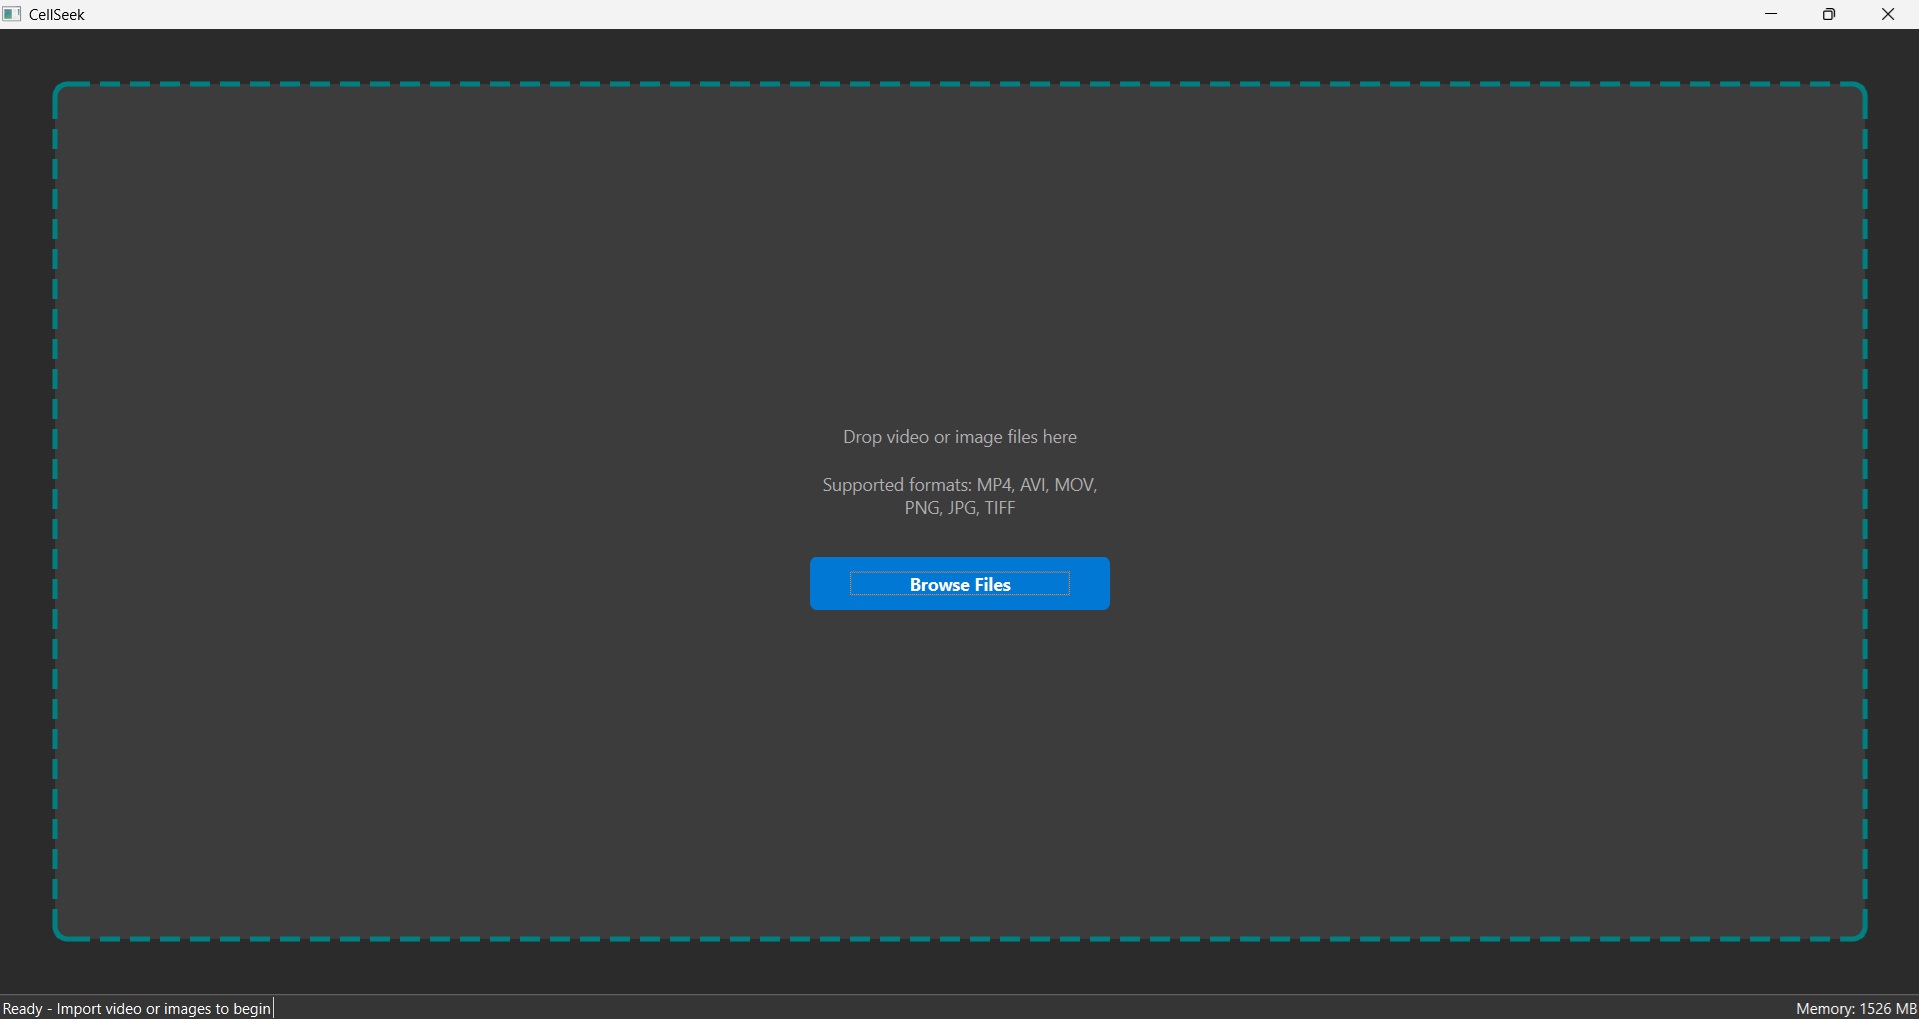 CellSeek
Drop video or image files here
Supported formats: MP4, AVI, MOV,
PNG, JPG, TIFF
Browse Files
Ready - Import video or images to begin
Memory: 1526 MB